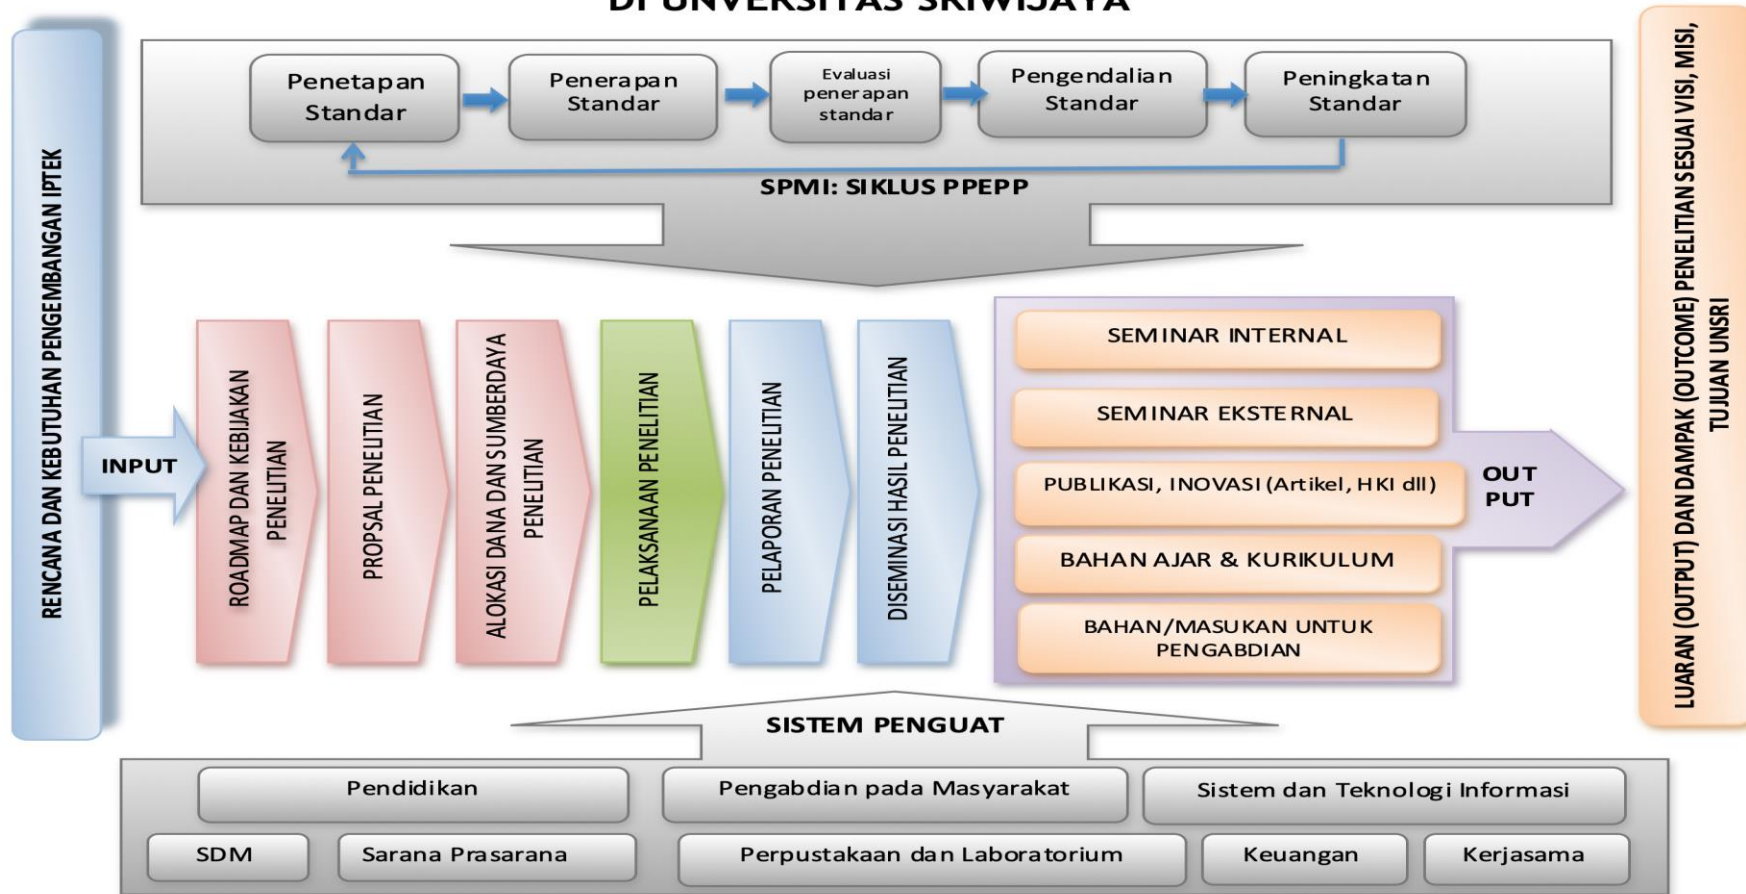 DI UNVERSITAS SRIWIJAYA
RENCANA DAN KEBUTUHAN PENGEMBANGAN IPTEK
Penetapan
Standar
Penerapan
Standar
Evaluasi
penerapan
standar
Pengendalian
Standar
Peningkatan
Standar
SPMI: SIKLUS PPEPP
INPUT
ROADMAP DAN KEBIJAKAN
PENELITIAN
PROPSAL PENELITIAN
ALOKASI DANA DAN SUMBERDAYA
PENELITIAN
PELAKSANAAN PENELITIAN
PELAPORAN PENELITIAN
DISEMINASI HASIL PENELITIAN
SEMINAR INTERNAL
SEMINAR EKSTERNAL
PUBLIKASI, INOVASI (Artikel, HKI dll)
BAHAN AJAR & KURIKULUM
BAHAN/MASUKAN UNTUK
PENGABDIAN
OUT
PUT
LUARAN (OUTPUT) DAN DAMPAK (OUTCOME) PENELITIAN SESUAI VISI, MISI,
TUJUAN UNSRI
SISTEM PENGUAT
Pendidikan
Pengabdian pada Masyarakat
Sistem dan Teknologi Informasi
SDM
Sarana Prasarana
Perpustakaan dan Laboratorium
Keuangan
Kerjasama